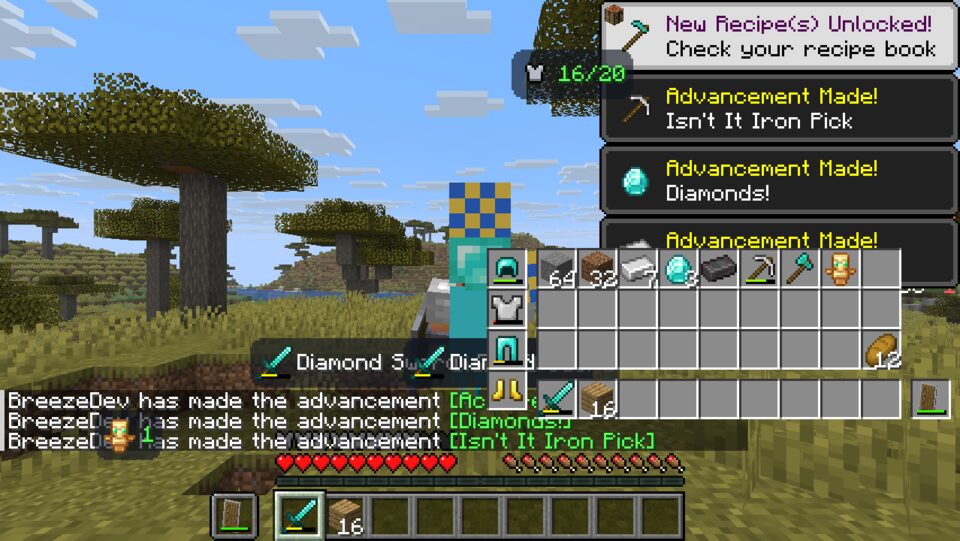 New Recipe(s) Unlocked!
Check your recipe book
16/20
Advancement Made!
Isn't It Iron Pick
Advancement Made!
Diamonds!
Advancement Made!
64
32
7
3
12
Diamond
16
BreezeDev has made the advancement
BreezeDev has made the advancement [Diamonds!]
BreezeDev has made the advancement [Isn't It Iron Pick]
1
16